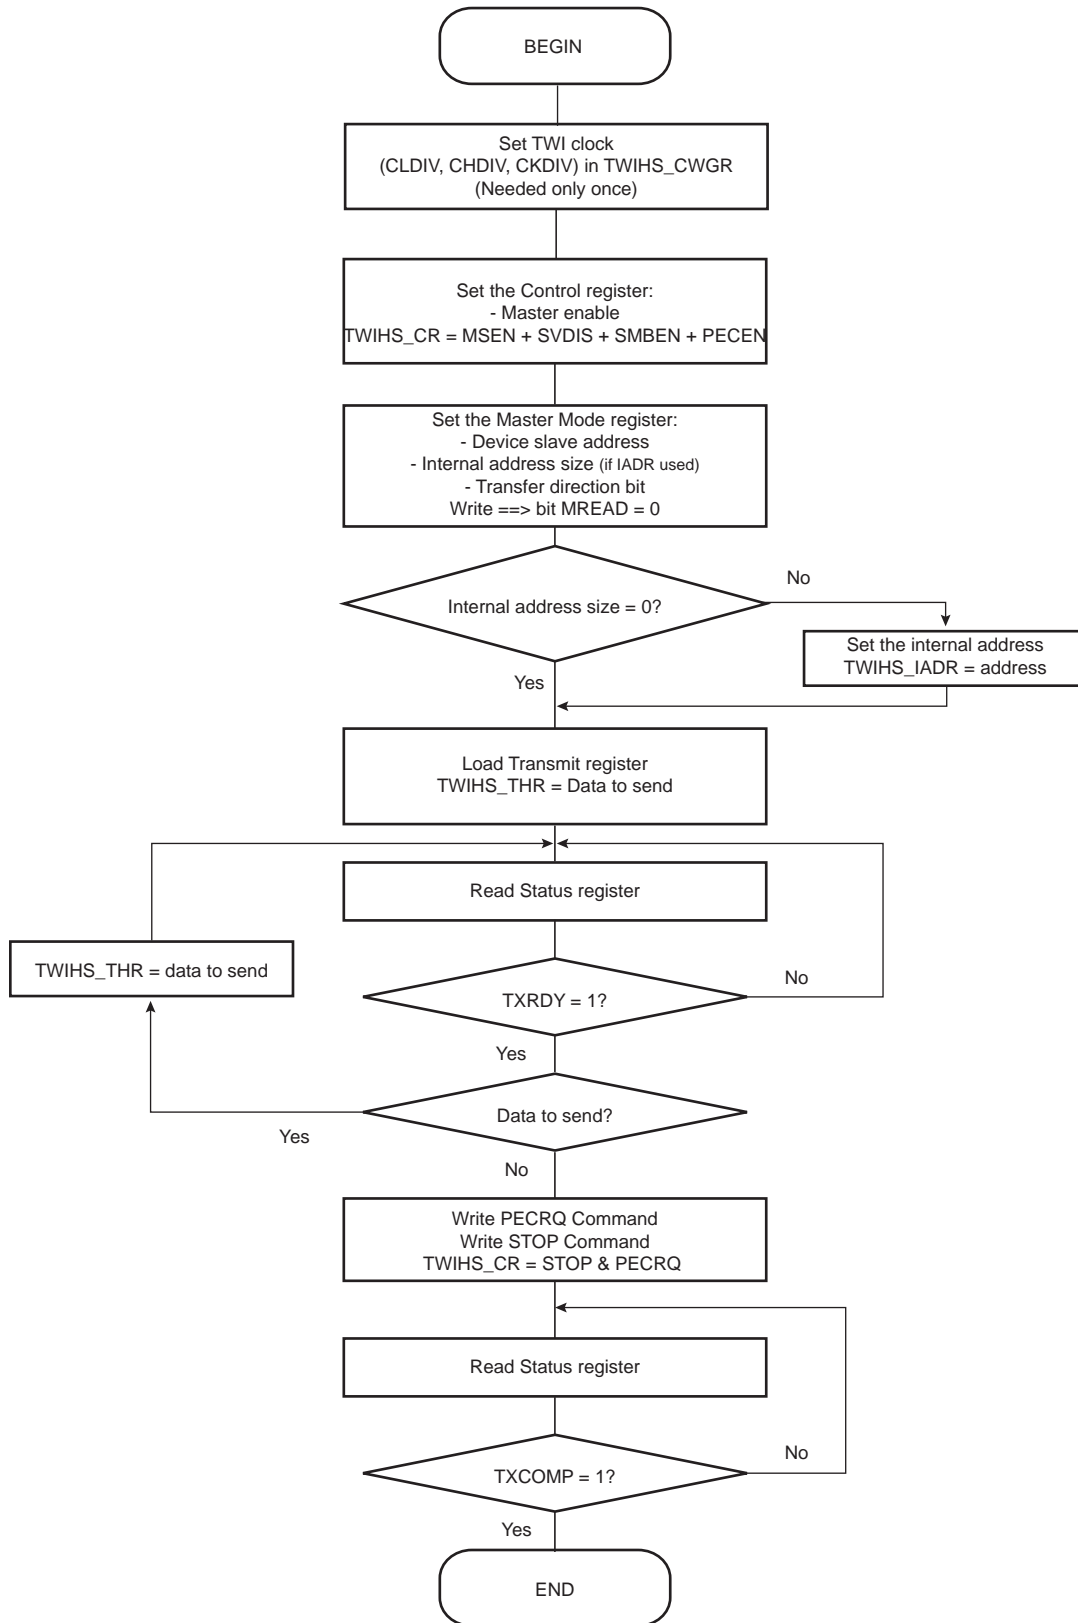 BEGIN
Set TWI clock
(CLDIV, CHDIV, CKDIV) in TWIHS_CWGR
(Needed only once)
Set the Control register:
- Master enable
TWIHS_CR = MSEN + SVDIS + SMBEN + PECEN
Set the Master Mode register:
- Device slave address
- Internal address size (if IADR used)
- Transfer direction bit
Write ==> bit MREAD = 0
Internal address size = 0?
No
Set the internal address
TWIHS_IADR = address
Yes
Load Transmit register
TWIHS_THR = Data to send
Read Status register
TWIHS_THR = data to send
TXRDY = 1?
No
Yes
Data to send?
Yes
No
Write PECRQ Command
Write STOP Command
TWIHS_CR = STOP & PECRQ
Read Status register
TXCOMP = 1?
No
Yes
END